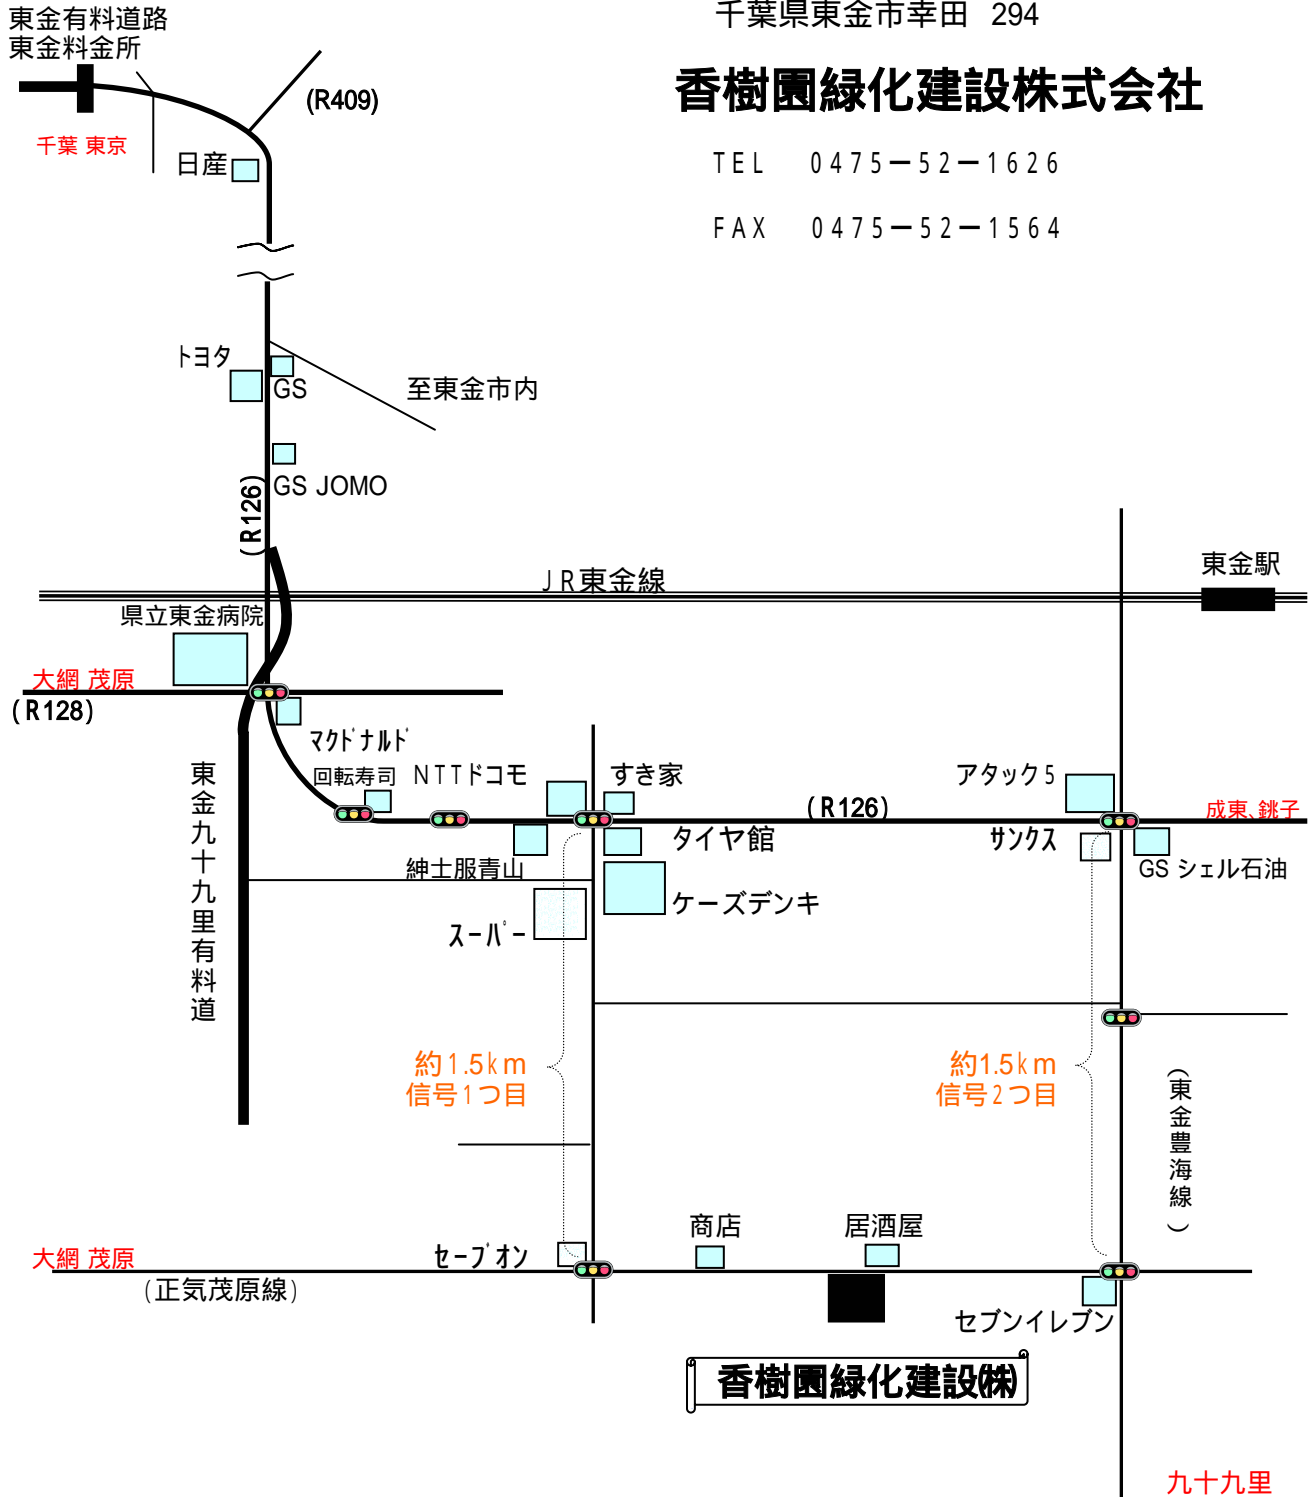 東金有料道路
東金料金所
千葉県東金市幸田 294
香樹園緑化建設株式会社
(R409)
千葉 東京
日産
TEL 0475ー52ー1626
FAX 0475ー52ー1564
トヨタ
GS
至東金市内
GS JOMO
(R126)
JR東金線
東金駅
県立東金病院
大網 茂原
(R128)
マクドナルド
回転寿司
NTTドコモ
すき家
(R126)
アタック5
成東、銚子
東金九十九里有料道
紳士服青山
タイヤ館
サンクス
GS シェル石油
ケーズデンキ
スーパー
約1.5km
信号1つ目
約1.5km
信号2つ目
(東金豊海線)
商店
居酒屋
セーブオン
大網 茂原
(正気茂原線)
セブンイレブン
香樹園緑化建設㈱
九十九里